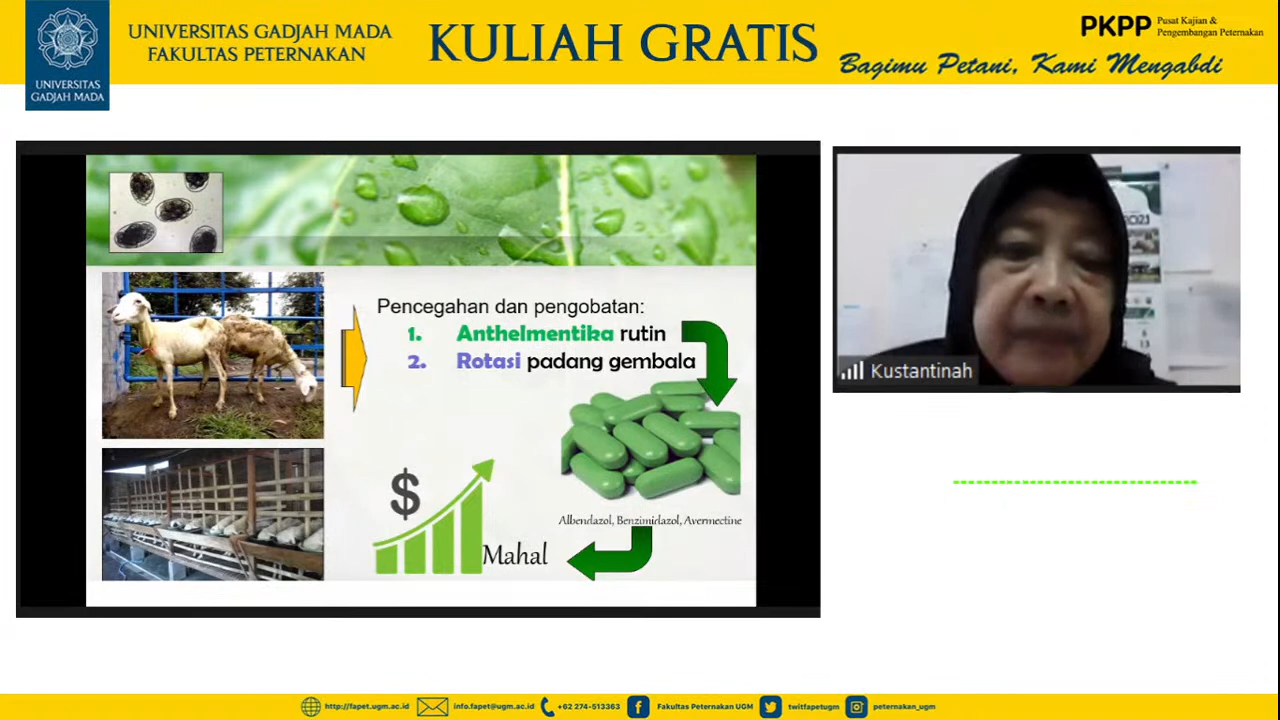 UNIVERSITAS GADJAH MADA
FAKULTAS PETERNAKAN
UNIVERSITAS
GADJAH MADA
KULIAH GRATIS
Bagimu Petani, Kami Mengabdi
PKPP
Pusat Kajian &
Pengembangan Peternakan
Pencegahan dan pengobatan:
1. Anthelmentika rutin
2. Rotasi padang gembala
$
Albendazol, Benzimidazol, Avermectine
Mahal
Kustantinah
http://fapet.ugm.ac.id
info.fapet@ugm.ac.id
+62 274-513363
Fakultas Peternakan UGM
twitfapetugm
peternakan_ugm